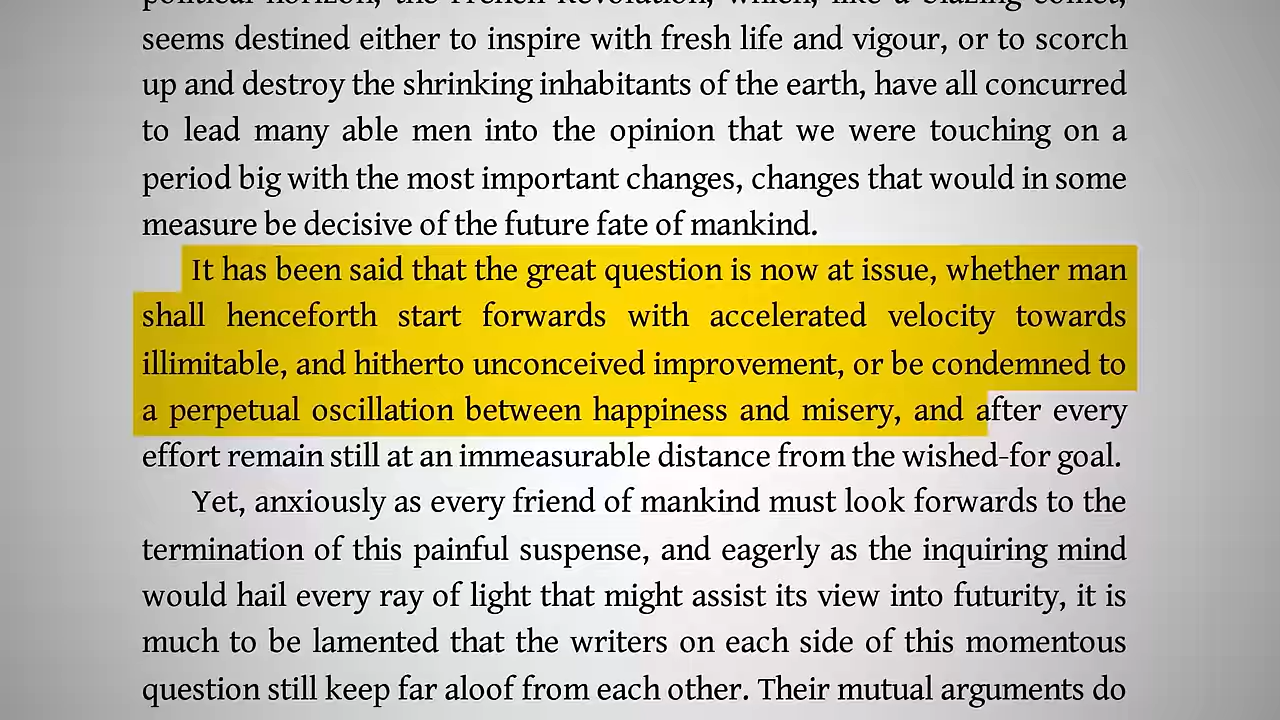 political horizon, the French Revolution, which, like a blazing comet,
seems destined either to inspire with fresh life and vigour, or to scorch
up and destroy the shrinking inhabitants of the earth, have all concurred
to lead many able men into the opinion that we were touching on a
period big with the most important changes, changes that would in some
measure be decisive of the future fate of mankind.
It has been said that the great question is now at issue, whether man
shall henceforth start forwards with accelerated velocity towards
illimitable, and hitherto unconceived improvement, or be condemned to
a perpetual oscillation between happiness and misery, and after every
effort remain still at an immeasurable distance from the wished-for goal.
Yet, anxiously as every friend of mankind must look forwards to the
termination of this painful suspense, and eagerly as the inquiring mind
would hail every ray of light that might assist its view into futurity, it is
much to be lamented that the writers on each side of this momentous
question still keep far aloof from each other. Their mutual arguments do